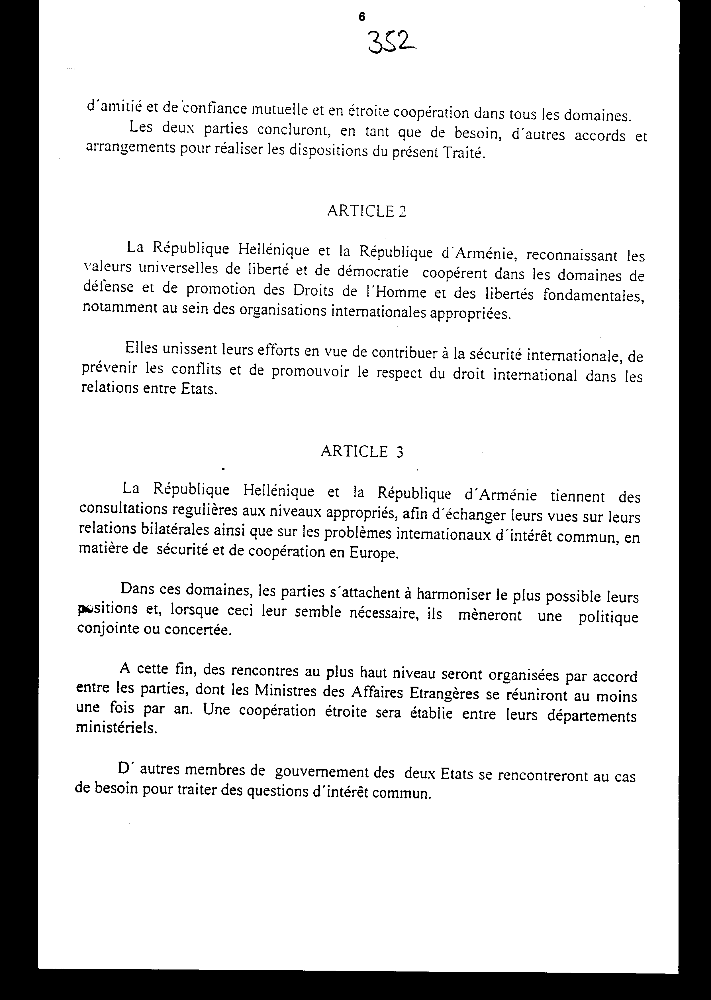 6
352
d´amitié et de confiance mutuelle et en étroite coopération dans tous les domaines.
Les deux parties concluront, en tant que de besoin, d´autres accords et
arrangements pour réaliser les dispositions du présent Traité.
ARTICLE 2
La République Hellénique et la République d´Arménie, reconnaissant les
valeurs universelles de liberté et de démocratie coopérent dans les domaines de
défense et de promotion des Droits de l´Homme et des libertés fondamentales,
notamment au sein des organisations internationales appropriées.
Elles unissent leurs efforts en vue de contribuer à la sécurité internationale, de
prévenir les conflits et de promouvoir le respect du droit international dans les
relations entre Etats.
ARTICLE 3
La République Hellénique et la République d´Arménie tiennent des
consultations regulières aux niveaux appropriés, afin d´échanger leurs vues sur leurs
relations bilatérales ainsi que sur les problèmes internationaux d´intérêt commun, en
matière de sécurité et de coopération en Europe.
Dans ces domaines, les parties s´attachent à harmoniser le plus possible leurs
positions et, lorsque ceci leur semble nécessaire, ils mèneront une politique
conjointe ou concertée.
A cette fin, des rencontres au plus haut niveau seront organisées par accord
entre les parties, dont les Ministres des Affaires Etrangères se réuniront au moins
une fois par an. Une coopération étroite sera établie entre leurs départements
ministériels.
D´ autres membres de gouvernement des deux Etats se rencontreront au cas
de besoin pour traiter des questions d´intérêt commun.